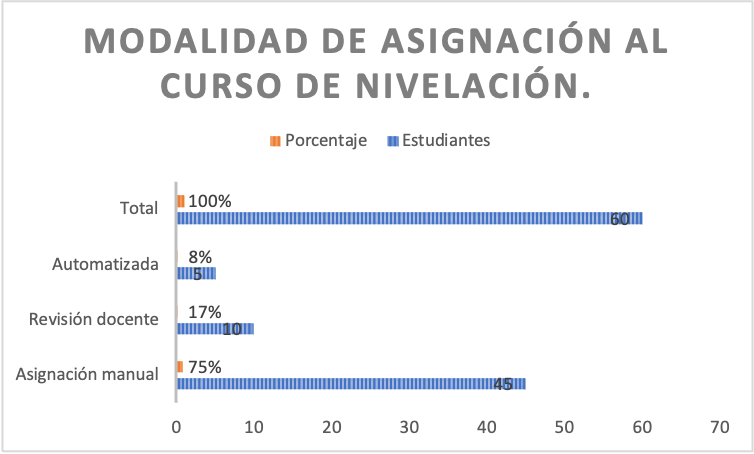 MODALIDAD DE ASIGNACIÓN AL
CURSO DE NIVELACIÓN.
Porcentaje Estudiantes
Total 100%
60
Automatizada 8%
5
Revisión docente 17%
10
Asignación manual 75%
45
0 10 20 30 40 50 60 70